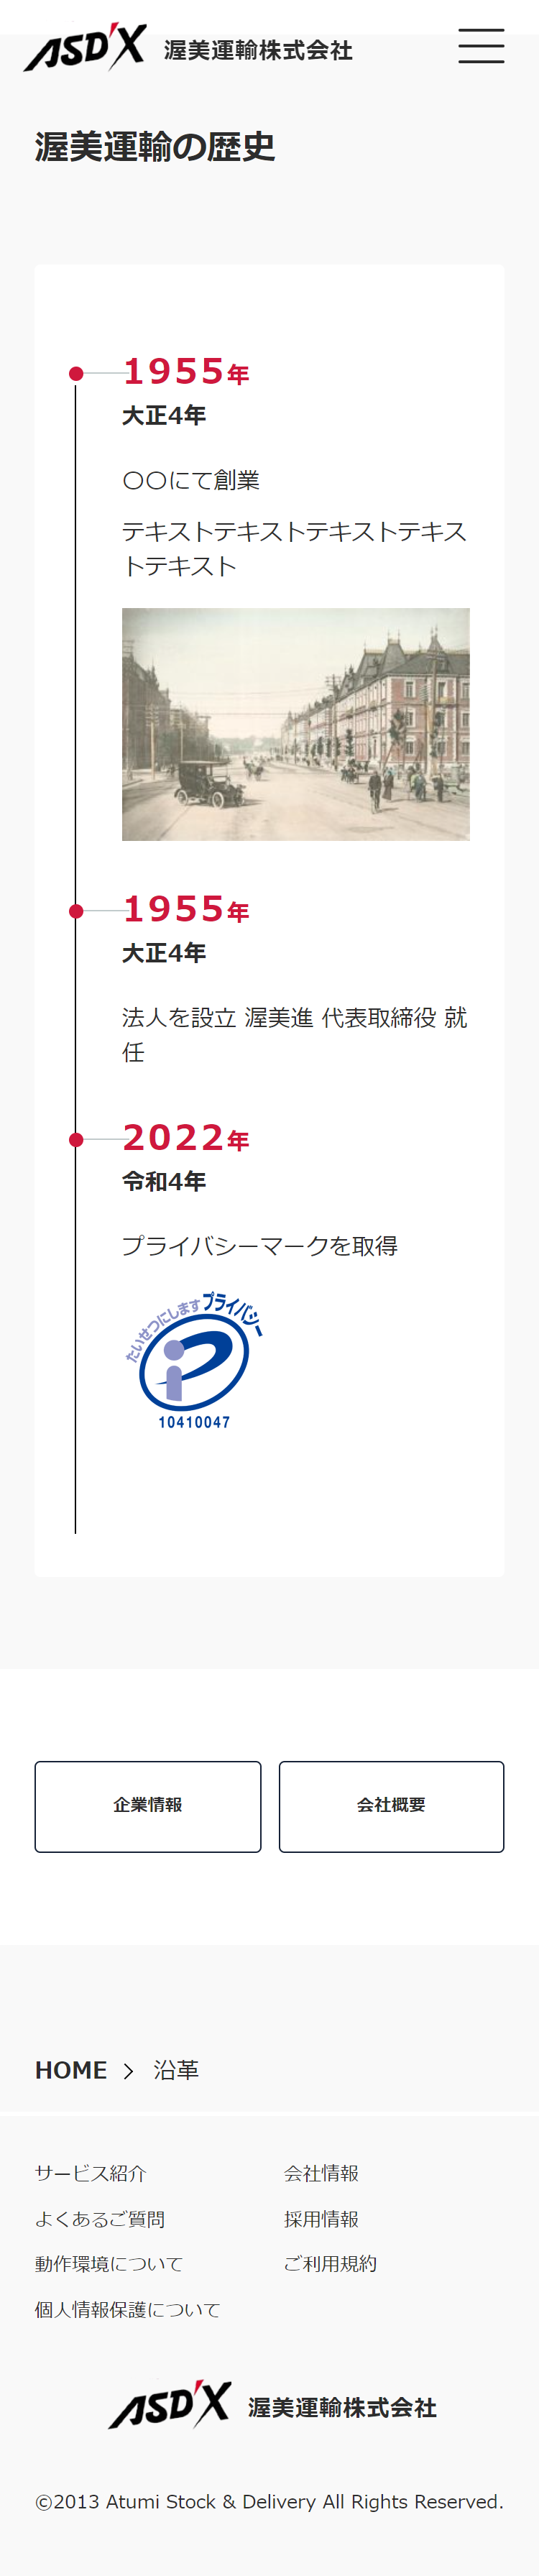 ASD'X 渥美運輸株式会社
渥美運輸の歴史
1955年
大正4年
〇〇にて創業
テキストテキストテキストテキス
トテキスト
1955年
大正4年
法人を設立 渥美進 代表取締役 就
任
2022年
令和4年
プライバシーマークを取得
たいせつにしますプライバシー
10410047
企業情報
会社概要
HOME > 沿革
サービス紹介
会社情報
よくあるご質問
採用情報
動作環境について
ご利用規約
個人情報保護について
ASD'X 渥美運輸株式会社
©2013 Atumi Stock & Delivery All Rights Reserved.